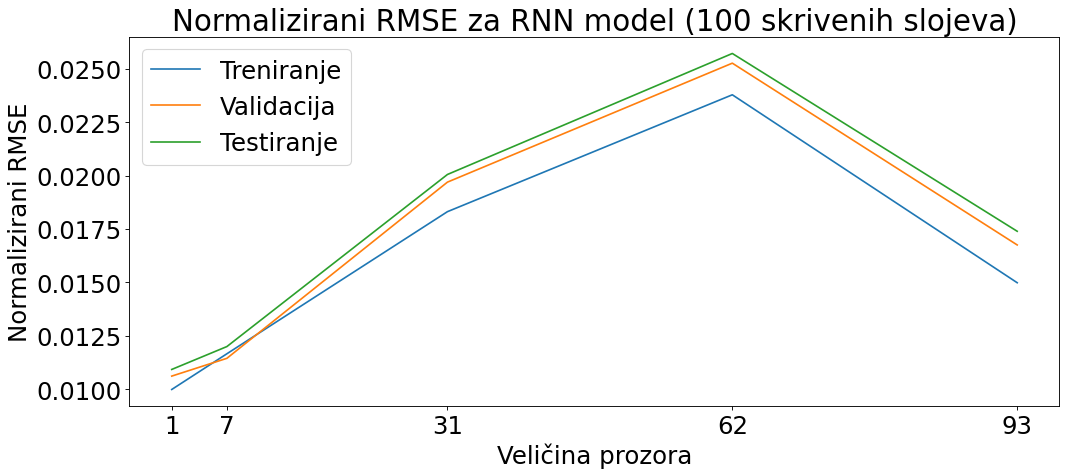 Normalizirani RMSE za RNN model (100 skrivenih slojeva)
Treniranje
Validacija
Testiranje
Normalizirani RMSE
0.0250
0.0225
0.0200
0.0175
0.0150
0.0125
0.0100
1 7 31 62 93
Veličina prozora